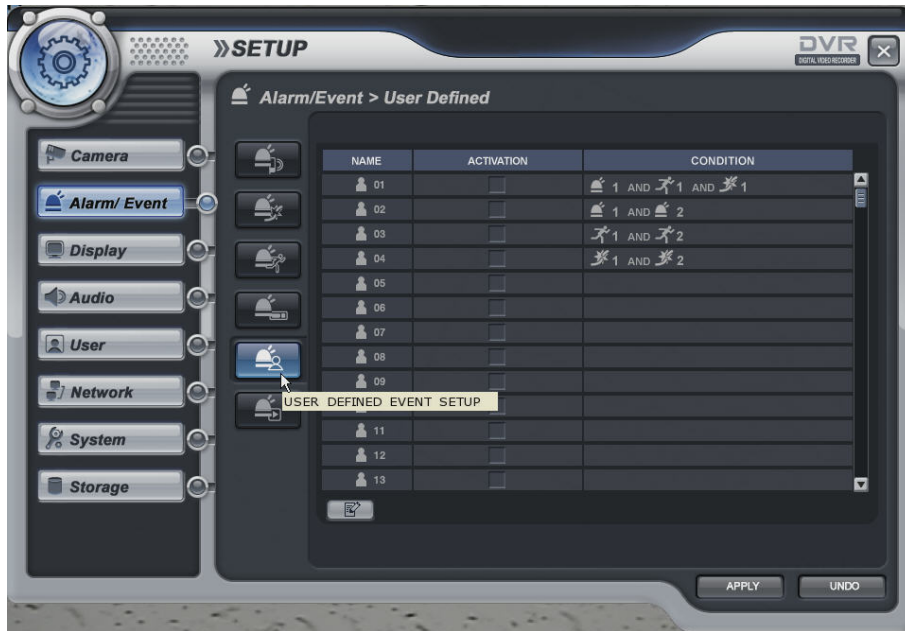 »SETUP
DVR
DIGITAL VIDEO RECORDER
Alarm/Event > User Defined
Camera
Alarm/ Event
Display
Audio
User
Network
System
Storage
NAME ACTIVATION CONDITION
01 1 AND 1 AND 1
02 1 AND 2
03 1 AND 2
04 1 AND 2
05
06
07
08
09
USER DEFINED EVENT SETUP
11
12
13
APPLY UNDO